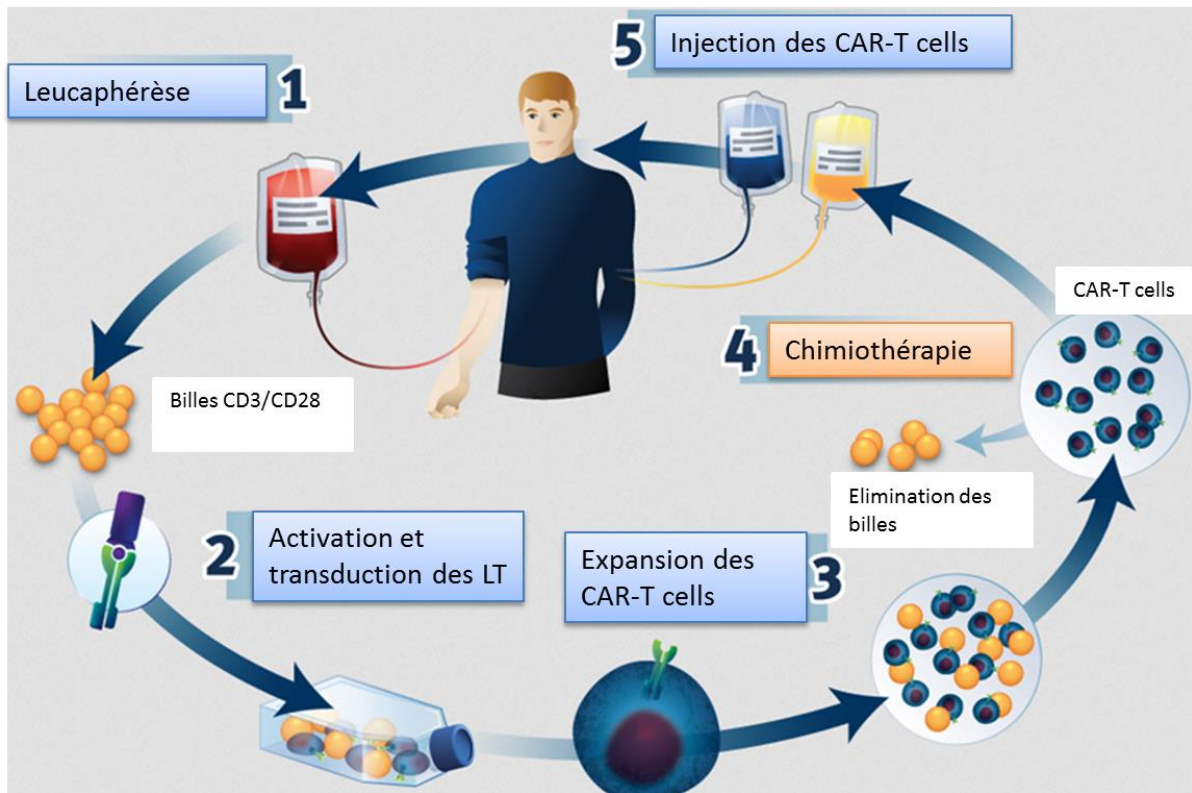 1
Leucaphérèse
Billes CD3/CD28
2
Activation et
transduction des LT
3
Expansion des
CAR-T cells
Elimination des
billes
CAR-T cells
4
Chimiothérapie
5
Injection des CAR-T cells